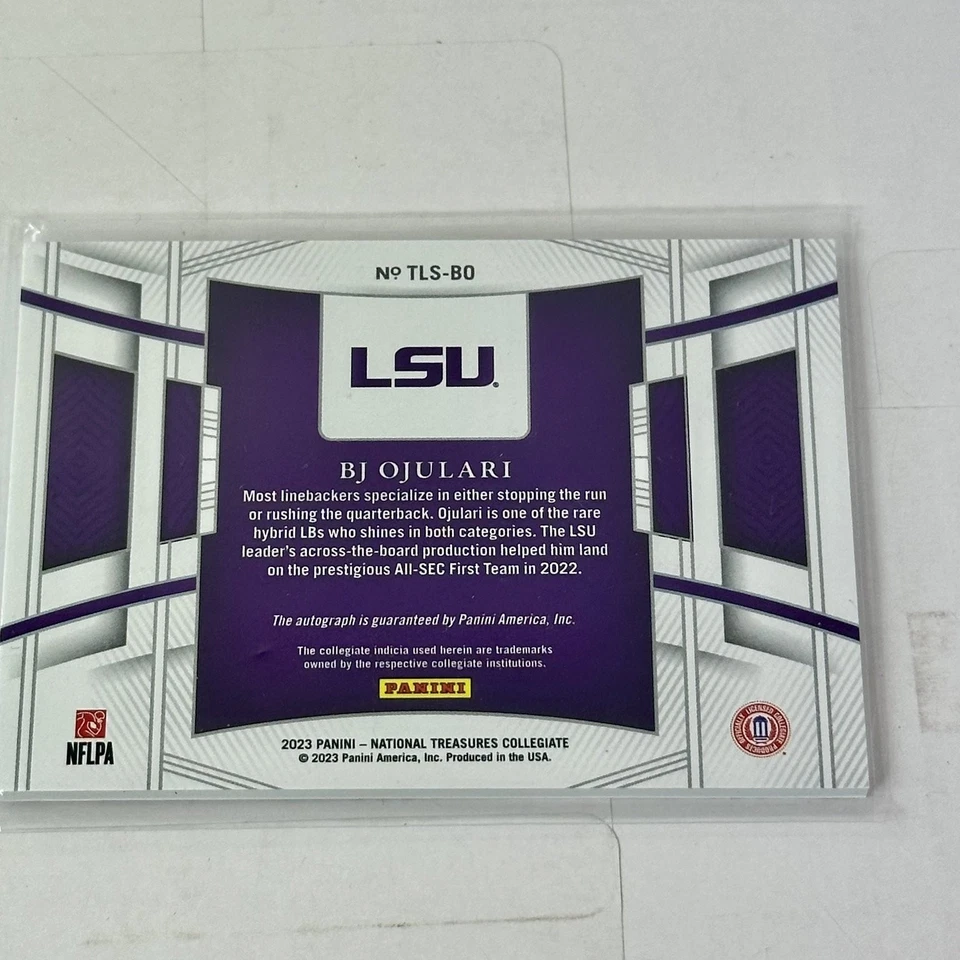 Nº TLS-BO
LSU®
BJ OJULARI
Most linebackers specialize in either stopping the run
or rushing the quarterback. Ojulari is one of the rare
hybrid LBs who shines in both categories. The LSU
leader's across-the-board production helped him land
on the prestigious All-SEC First Team in 2022.
The autograph is guaranteed by Panini America, Inc.
The collegiate indicia used herein are trademarks
owned by the respective collegiate institutions.
PANINI
NFLPA
OFFICIALLY LICENSED COLLEGIATE PRODUCTS
2023 PANINI – NATIONAL TREASURES COLLEGIATE
© 2023 Panini America, Inc. Produced in the USA.